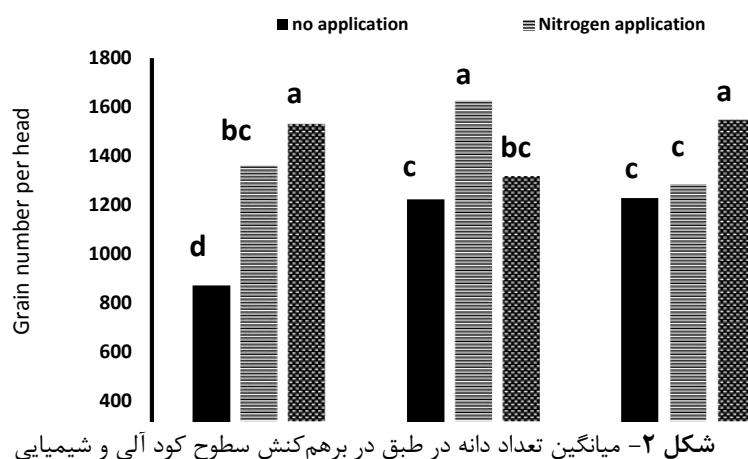 no application Nitrogen application
1800
1600
1400
1200
1000
800
600
400
Grain number per head
d bc a
c a bc
c c a
شکل ۲- میانگین تعداد دانه در طبق در برهم‌کنش سطوح کود آلی و شیمیایی